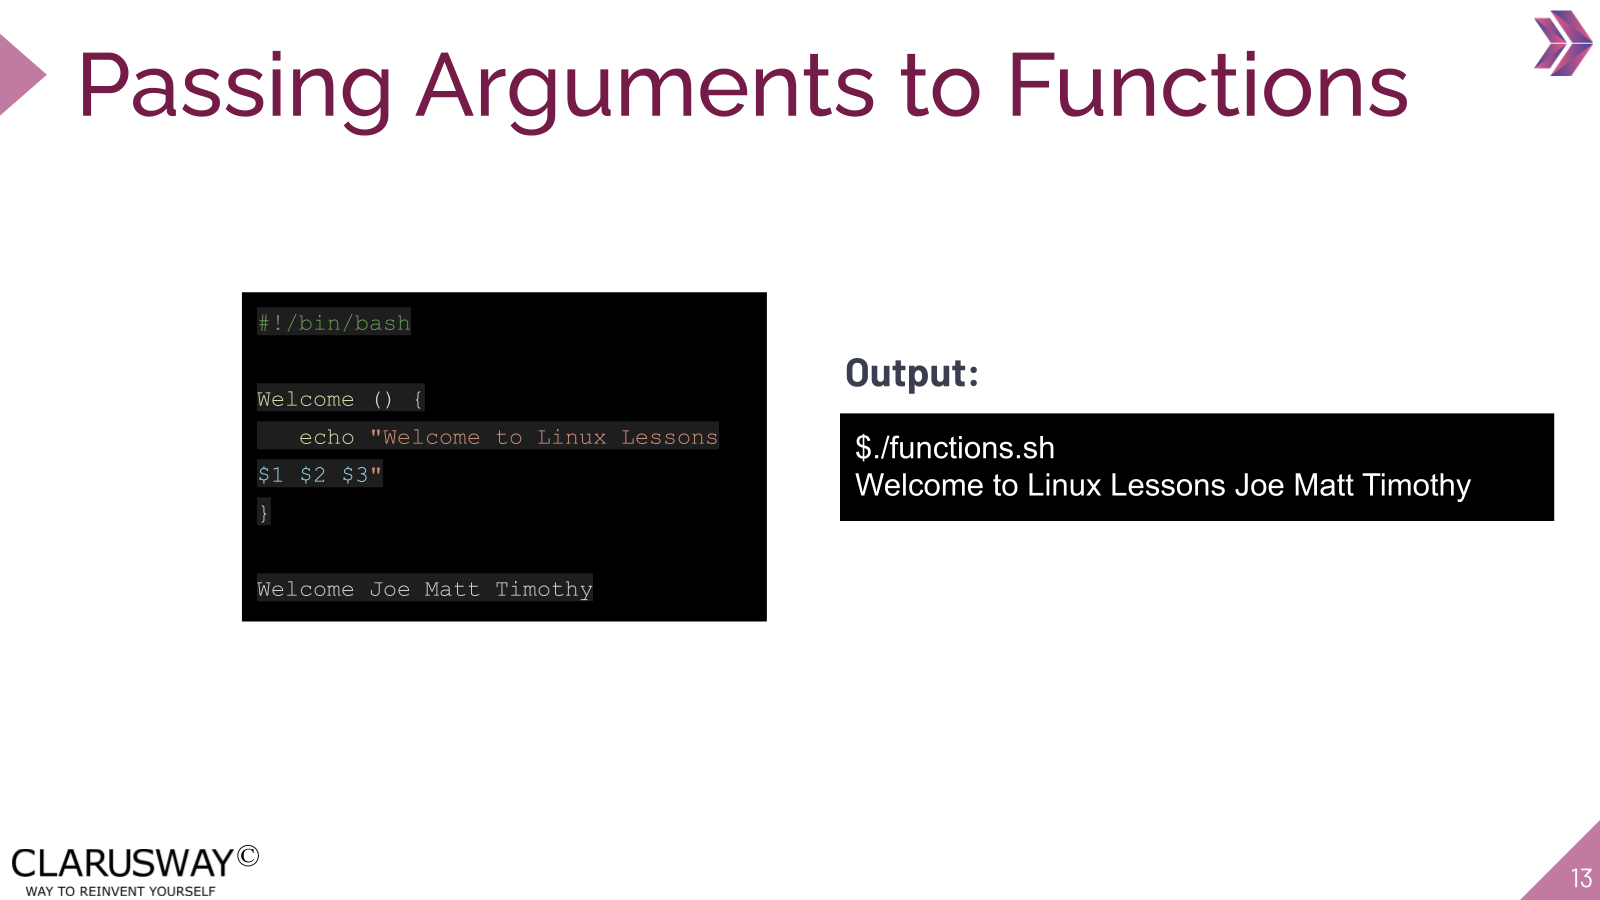 Passing Arguments to Functions
#!/bin/bash
Welcome () {
   echo "Welcome to Linux Lessons
$1 $2 $3"
}
Welcome Joe Matt Timothy
Output:
$./functions.sh
Welcome to Linux Lessons Joe Matt Timothy
CLARUSWAY©
WAY TO REINVENT YOURSELF
13